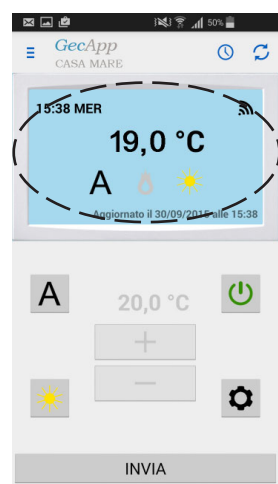 50%
GecApp
CASA MARE
15:38 MER
19,0 °C
A
Aggiornato il 30/09/2015 alle 15:38
A
20,0 °C
+
−
INVIA